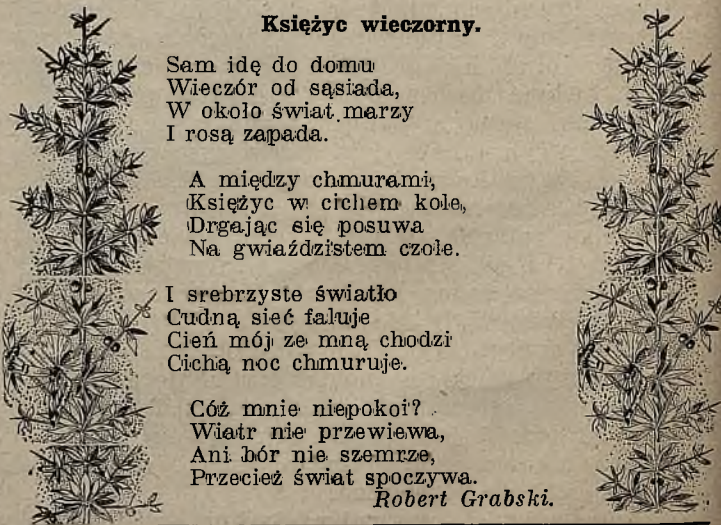 Księżyc wieczorny.
Sam idę do domu
Wieczór od sąsiada,
W okolo świat marzy
I rosą zapada.
A między chmurami,
Księżyc w cichem kole,
Drgając się posuwa
Na gwiaździstem czole.
I srebrzyste światło
Cudną sieć faluje
Cień mój ze mną chodzi
Cichą noc chmuruje.
Cóż mnie niepokoi?
Wiatr nie przewiewa,
Ani bór nie szemrze,
Przecież świat spoczywa.
Robert Grabski.